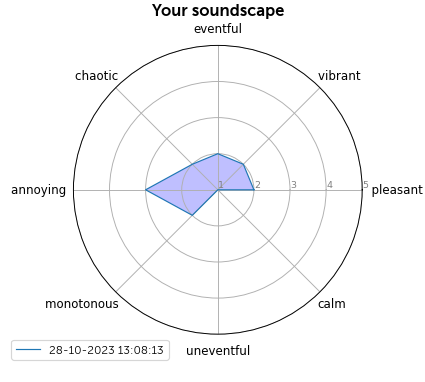 Your soundscape
eventful
chaotic
vibrant
annoying
1 2 3 4 5
pleasant
monotonous
calm
uneventful
28-10-2023 13:08:13